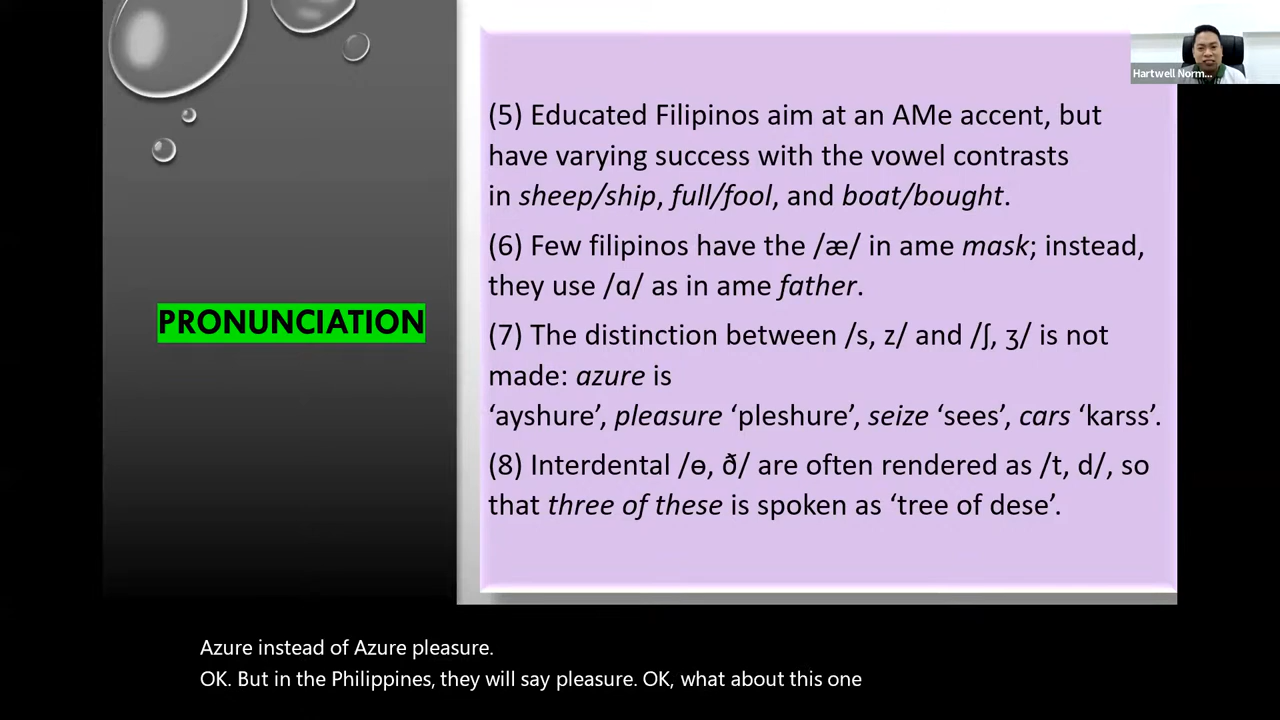 Hartwell Norm...
(5) Educated Filipinos aim at an AMe accent, but
have varying success with the vowel contrasts
in sheep/ship, full/fool, and boat/bought.
(6) Few filipinos have the /æ/ in ame mask; instead,
they use /ɑ/ as in ame father.
PRONUNCIATION
(7) The distinction between /s, z/ and /ʃ, ʒ/ is not
made: azure is
‘ayshure’, pleasure ‘pleshure’, seize ‘sees’, cars ‘karss’.
(8) Interdental /ɵ, ð/ are often rendered as /t, d/, so
that three of these is spoken as ‘tree of dese’.
Azure instead of Azure pleasure.
OK. But in the Philippines, they will say pleasure. OK, what about this one